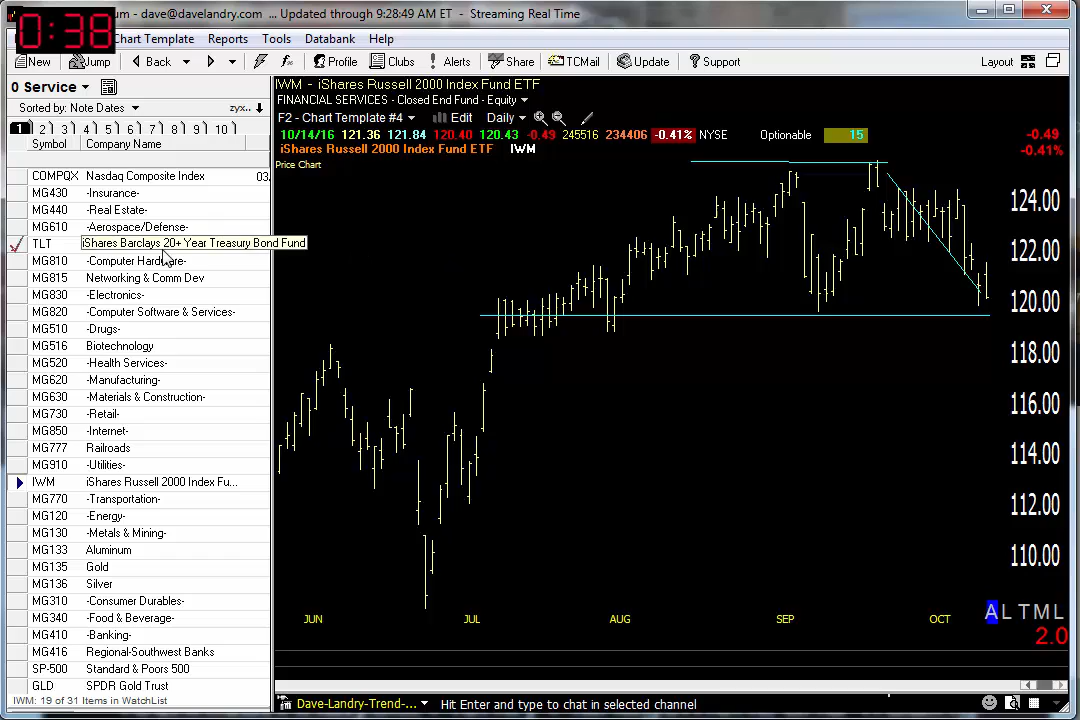 0:38
um - dave@davelandry.com ... Updated through 9:28:49 AM ET - Streaming Real Time
Chart Template Reports Tools Databank Help
New Jump Back Profile Clubs Alerts Share TCMail Update Support Layout
0 Service
Sorted by: Note Dates zyx..
1 2 3 4 5 6 7 8 9 10
Symbol Company Name
COMPQX Nasdaq Composite Index 03.
MG430 -Insurance-
MG440 -Real Estate-
MG610 -Aerospace/Defense-
TLT iShares Barclays 20+ Year Treasury Bond Fund
MG810 -Computer Hardware-
MG815 Networking & Comm Dev
MG830 -Electronics-
MG820 -Computer Software & Services-
MG510 -Drugs-
MG516 Biotechnology
MG520 -Health Services-
MG620 -Manufacturing-
MG630 -Materials & Construction-
MG730 -Retail-
MG850 -Internet-
MG777 Railroads
MG910 -Utilities-
IWM iShares Russell 2000 Index Fu...
MG770 -Transportation-
MG120 -Energy-
MG130 -Metals & Mining-
MG133 Aluminum
MG135 Gold
MG136 Silver
MG310 -Consumer Durables-
MG340 -Food & Beverage-
MG410 -Banking-
MG416 Regional-Southwest Banks
SP-500 Standard & Poors 500
GLD SPDR Gold Trust
IWM: 19 of 31 Items in WatchList
IWM - iShares Russell 2000 Index Fund ETF
FINANCIAL SERVICES - Closed End Fund - Equity
F2 - Chart Template #4 Edit Daily
10/14/16 121.36 121.84 120.40 120.43 -0.49 245516 234406 -0.41% NYSE Optionable 15 -0.49
-0.41%
iShares Russell 2000 Index Fund ETF IWM
Price Chart
124.00
122.00
120.00
118.00
116.00
114.00
112.00
110.00
JUN JUL AUG SEP OCT
A L T M L
2.0
Dave-Landry-Trend-... Hit Enter and type to chat in selected channel